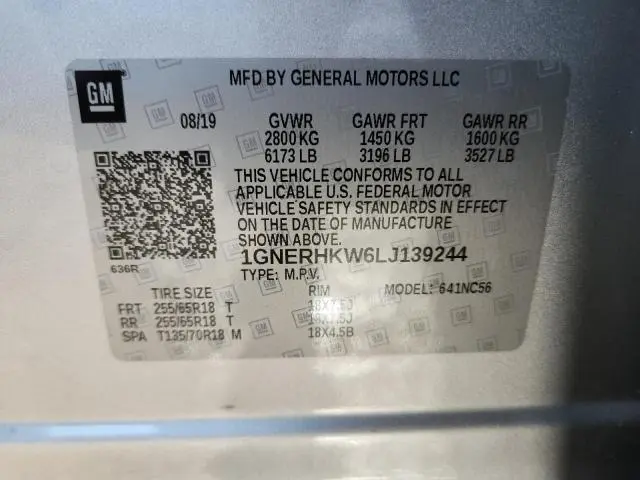 GM
MFD BY GENERAL MOTORS LLC
08/19 GVWR GAWR FRT GAWR RR
2800 KG 1450 KG 1600 KG
6173 LB 3196 LB 3527 LB
THIS VEHICLE CONFORMS TO ALL
APPLICABLE U.S. FEDERAL MOTOR
VEHICLE SAFETY STANDARDS IN EFFECT
ON THE DATE OF MANUFACTURE
SHOWN ABOVE.
636R
1GNERHKW6LJ139244
TYPE: M.P.V.
TIRE SIZE RIM MODEL: 641NC56
FRT 255/65R18 T 18X7.5J
RR 255/65R18 T
SPA T135/70R18 M 18X4.5B